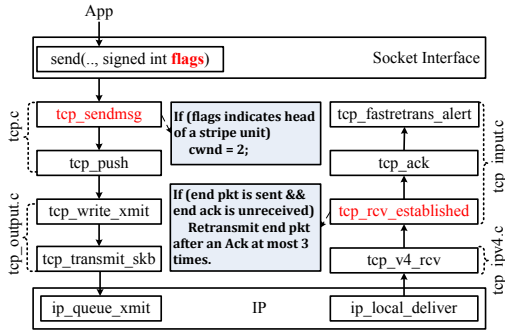 App
send(.., signed int flags)
Socket Interface
tcp.c
tcp_sendmsg
tcp_push
If (flags indicates head
of a stripe unit)
cwnd = 2;
tcp_fastretrans_alert
tcp_ack
tcp_input.c
tcp_output.c
tcp_write_xmit
tcp_transmit_skb
If (end pkt is sent &&
end ack is unreceived)
Retransmit end pkt
after an Ack at most 3
times.
tcp_rcv_established
tcp_v4_rcv
tcp_ipv4.c
ip_queue_xmit
IP
ip_local_deliver